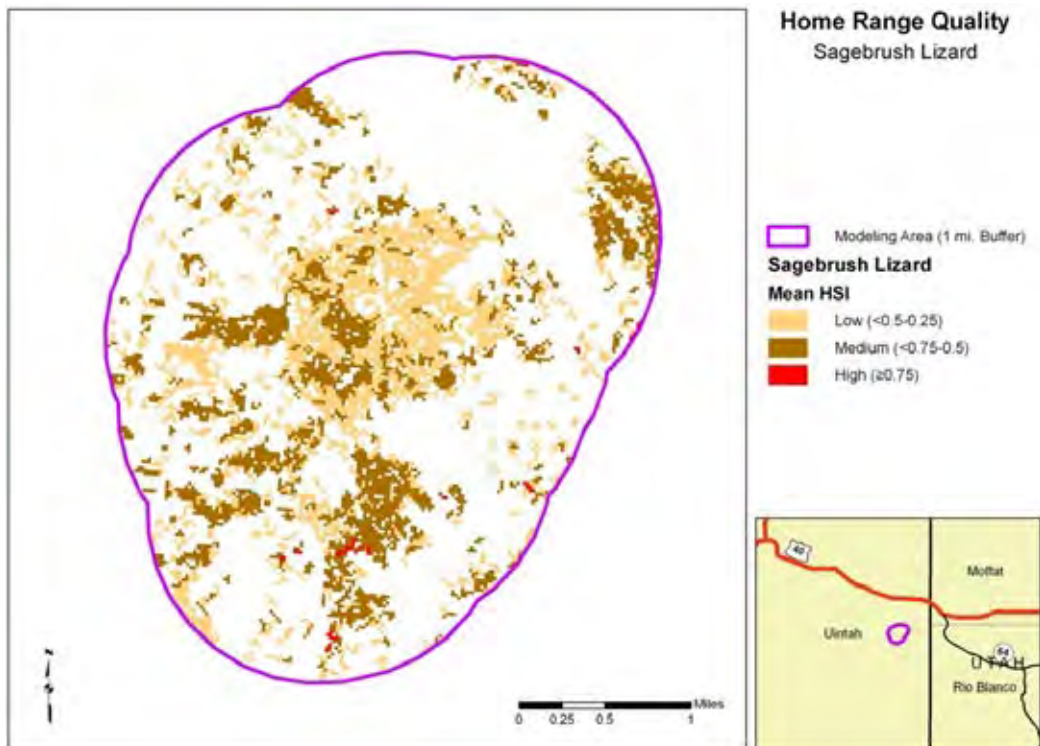 Home Range Quality
Sagebrush Lizard
Modeling Area (1 mi. Buffer)
Sagebrush Lizard
Mean HSI
Low (<0.5-0.25)
Medium (<0.75-0.5)
High (≥0.75)
0 0.25 0.5 1
Miles
40
Moffat
Uintah
64
UTAH
Rio Blanco